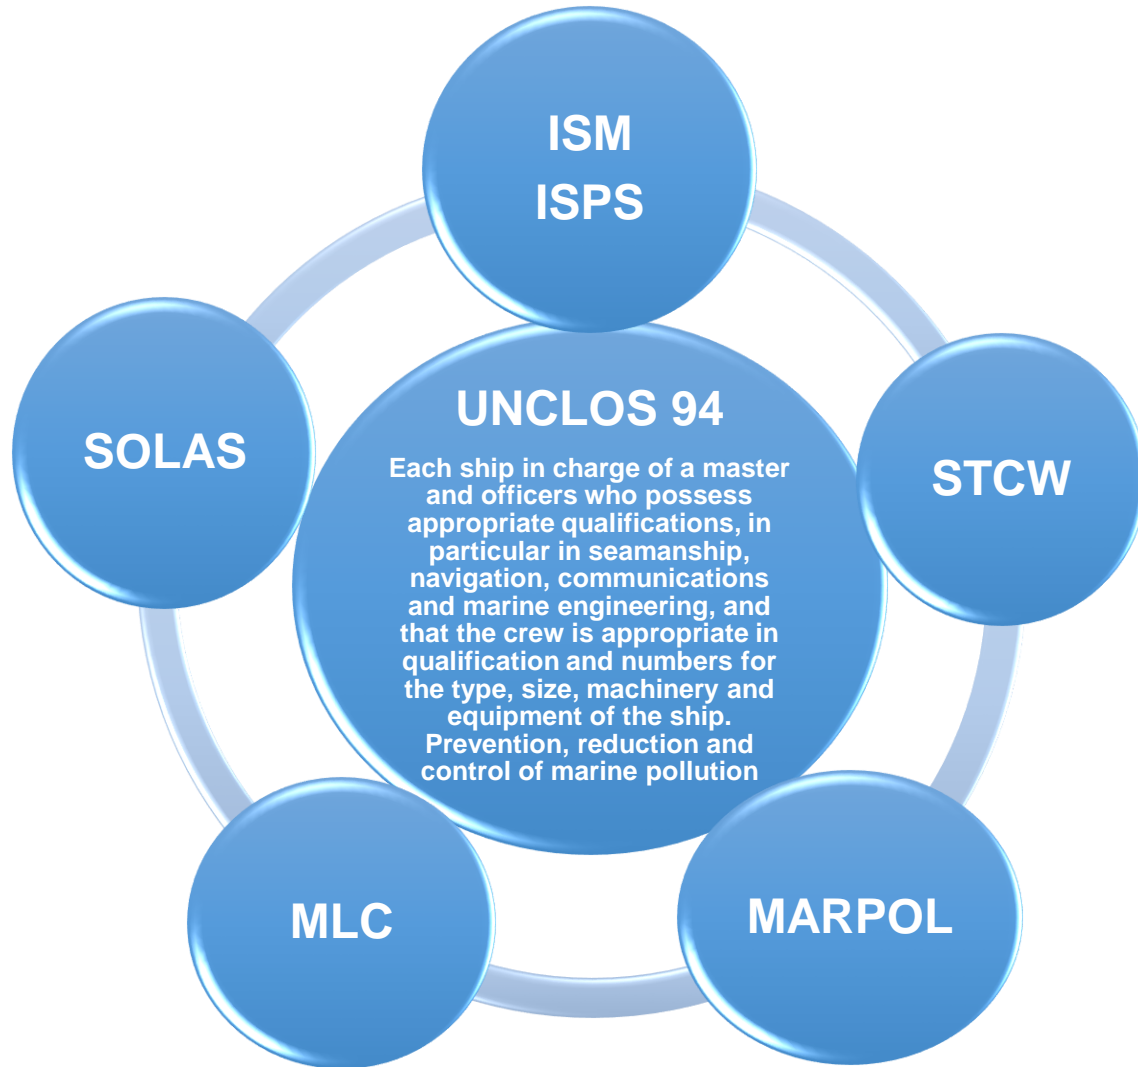 ISM
ISPS
SOLAS
UNCLOS 94
Each ship in charge of a master
and officers who possess
appropriate qualifications, in
particular in seamanship,
navigation, communications
and marine engineering, and
that the crew is appropriate in
qualification and numbers for
the type, size, machinery and
equipment of the ship.
Prevention, reduction and
control of marine pollution
STCW
MLC
MARPOL